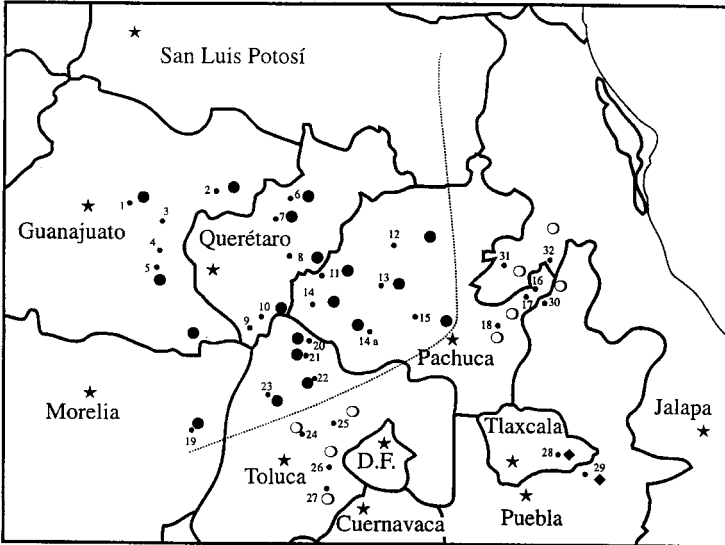 San Luis Potosí
1
2
6
3
7
Guanajuato
Querétaro
12
4
8
31
32
5
11
13
16
14
17
30
10
15
18
9
14 a
20
Pachuca
21
22
23
Morelia
Jalapa
19
25
Tlaxcala
24
D.F.
28
Toluca
26
29
27
Puebla
Cuernavaca